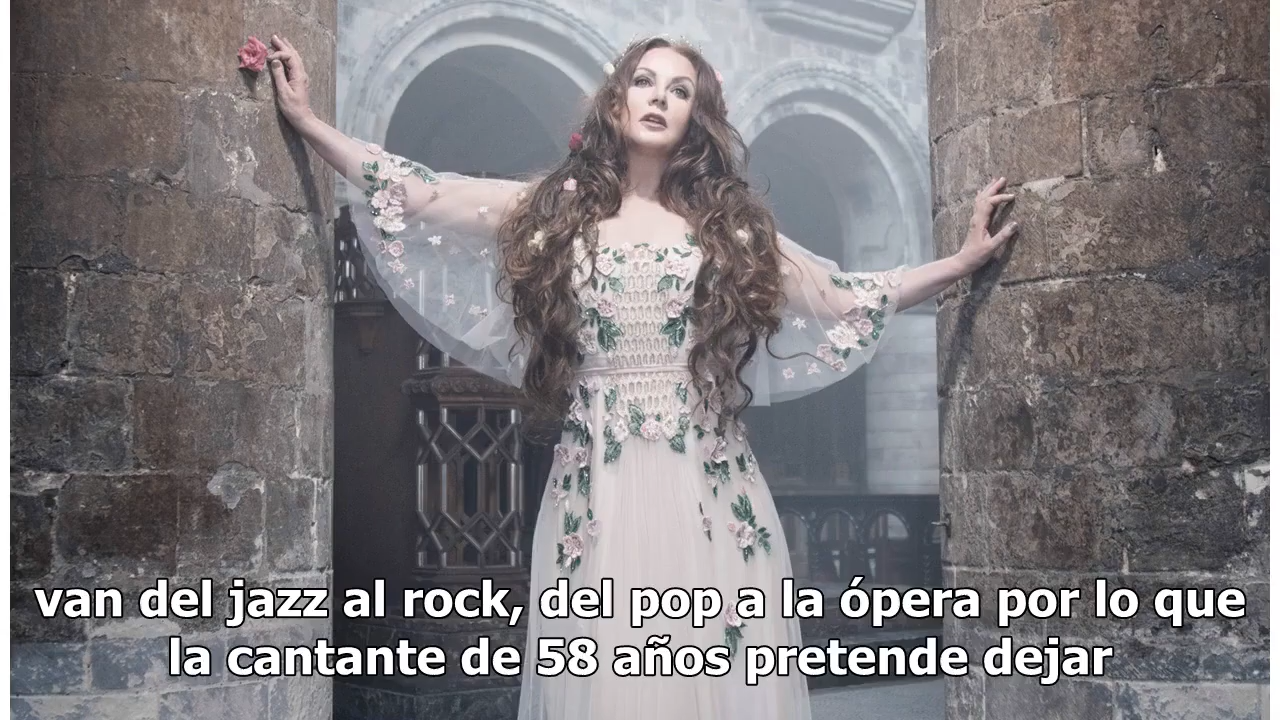 van del jazz al rock, del pop a la ópera por lo que
la cantante de 58 años pretende dejar